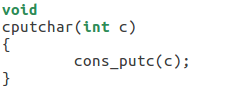 void
cputchar(int c)
{
        cons_putc(c);
}